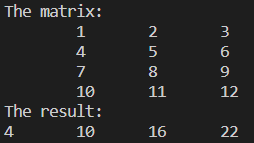 The matrix:
1 2 3
4 5 6
7 8 9
10 11 12
The result:
4 10 16 22